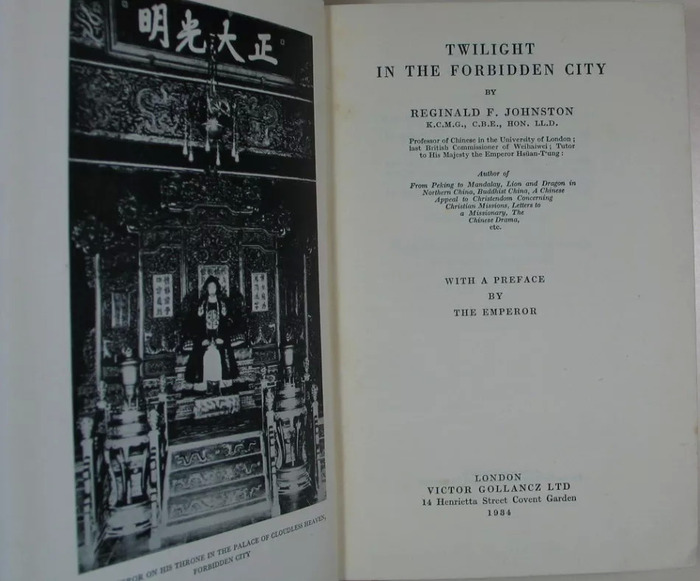 明光大正
ROR ON HIS THRONE IN THE PALACE OF CLOUDLESS HEAVEN,
FORBIDDEN CITY
TWILIGHT
IN THE FORBIDDEN CITY
BY
REGINALD F. JOHNSTON
K.C.M.G., C.B.E., HON. LL.D.
Professor of Chinese in the University of London;
last British Commissioner of Weihaiwei; Tutor
to His Majesty the Emperor Hsüan-T'ung:
Author of
From Peking to Mandalay, Lion and Dragon in
Northern China, Buddhist China, A Chinese
Appeal to Christendom Concerning
Christian Missions, Letters to
a Missionary, The
Chinese Drama,
etc.
WITH A PREFACE
BY
THE EMPEROR
LONDON
VICTOR GOLLANCZ LTD
14 Henrietta Street Covent Garden
1934